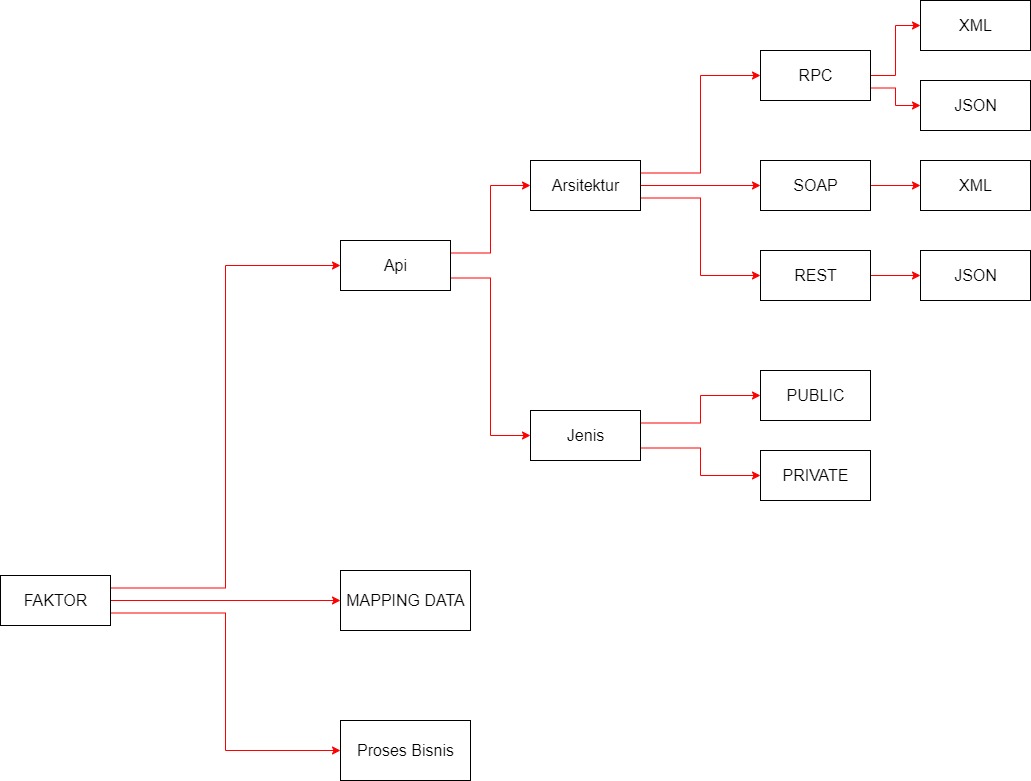 XML
RPC
JSON
Arsitektur
SOAP
XML
Api
REST
JSON
PUBLIC
Jenis
PRIVATE
FAKTOR
MAPPING DATA
Proses Bisnis